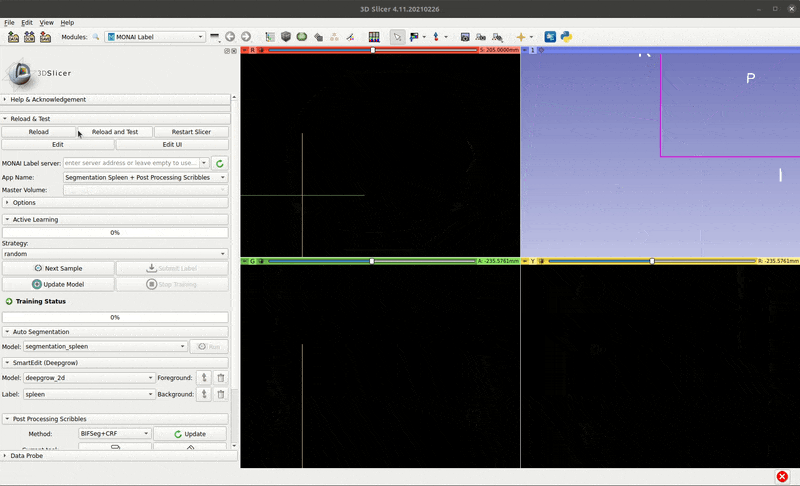 3D Slicer 4.11.20210226
File Edit View Help
Modules: MONAI Label
R S: 205.0000mm
1
3DSlicer
P
Help & Acknowledgement
Reload & Test
Reload Reload and Test Restart Slicer
Edit Edit UI
MONAI Label server: enter server address or leave empty to use...
App Name: Segmentation Spleen + Post Processing Scribbles
Master Volume:
Options
Active Learning
0%
Strategy:
random
G A: -235.5761mm
Y R: -235.5761mm
Next Sample Submit Label
Update Model Stop Training
Training Status
0%
Auto Segmentation
Model: segmentation_spleen Run
SmartEdit (Deepgrow)
Model: deepgrow_2d Foreground:
Label: spleen Background:
Post Processing Scribbles
Method: BIFSeg+CRF Update
Data Probe